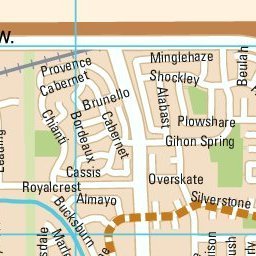 W.
Provence
Cabernet
Minglehaze
Shockley
Beulah
Brunello
Alabast
Chianti
Bordeaux
Cabernet
Plowshare
Gihon Spring
Leading
Cassis
Royalcrest
Overskate
Almayo
Silverstone
Bucksburn